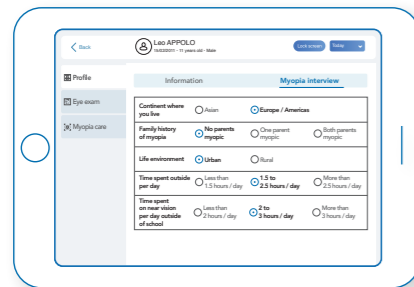 Back
Leo APPOLO
11 years old - Male
Lock screen
Today
Profile
Eye exam
Myopia care
Information
Myopia interview
Continent where
you live
Asian
Europe / Americas
Family history
of myopia
No parents
myopic
One parent
myopic
Both parents
myopic
Life environment
Urban
Rural
Time spent outside
per day
Less than
1.5 hours / day
1.5 to
2.5 hours / day
More than
2.5 hours / day
Time spent
on near vision
per day outside
of school
Less than
2 hours / day
2 to
3 hours / day
More than
3 hours / day